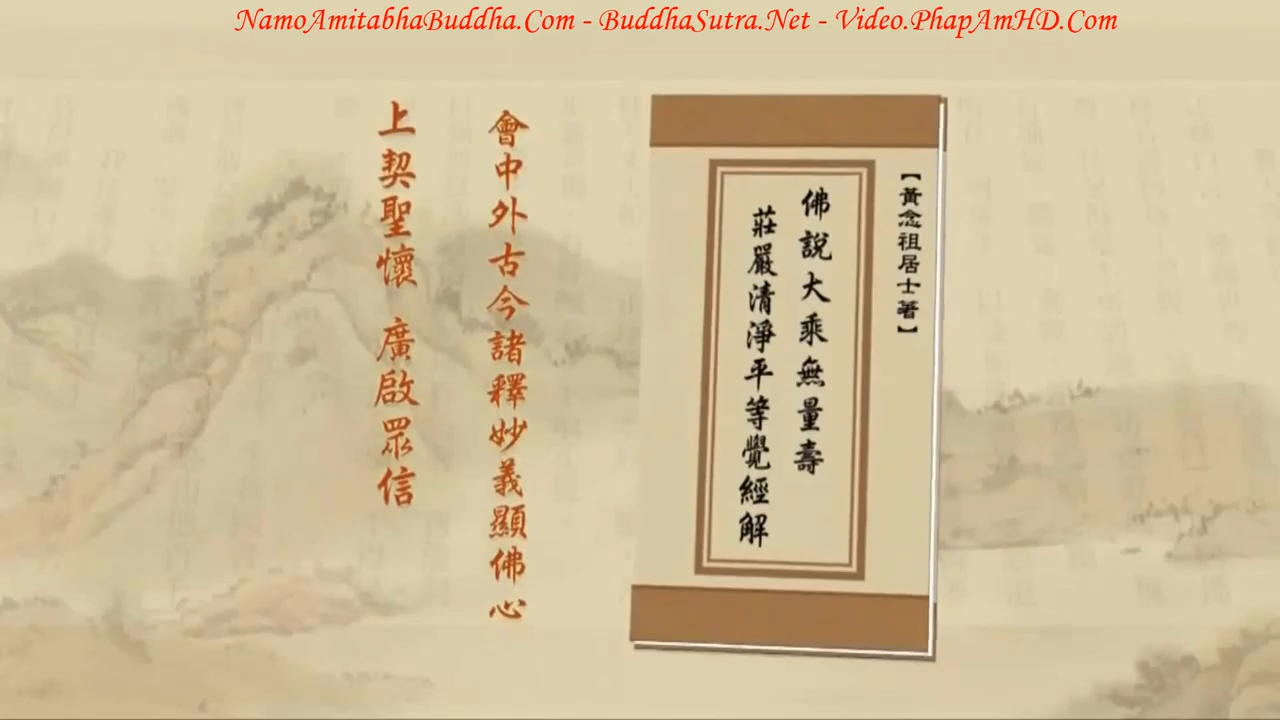 NamoAmitabhaBuddha.Com - BuddhaSutra.Net - Video.PhapAmHD.Com
【黃念祖居士著】
佛說大乘無量壽
莊嚴清淨平等覺經解
會中外古今諸釋妙義顯佛心
上契聖懷 廣啟眾信